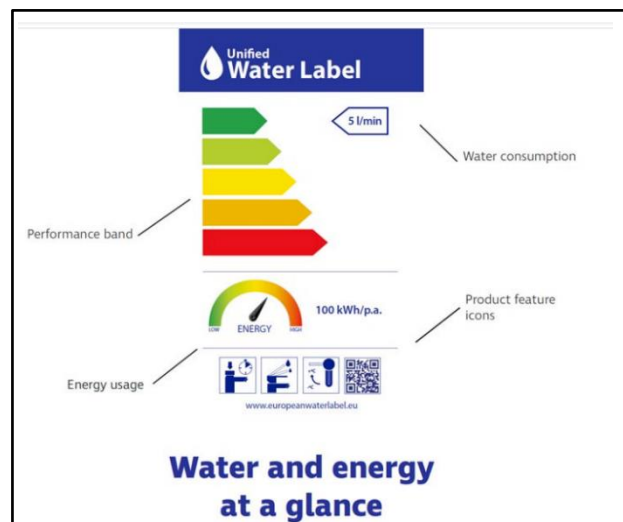 Unified
Water Label
5 l/min
Water consumption
Performance band
100 kWh/p.a.
LOW
ENERGY
HIGH
Product feature
icons
Energy usage
www.europeanwaterlabel.eu
Water and energy
at a glance